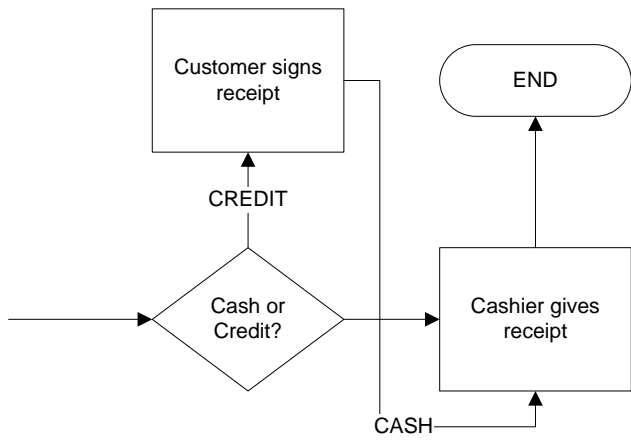 Customer signs
receipt
END
CREDIT
Cash or
Credit?
Cashier gives
receipt
CASH